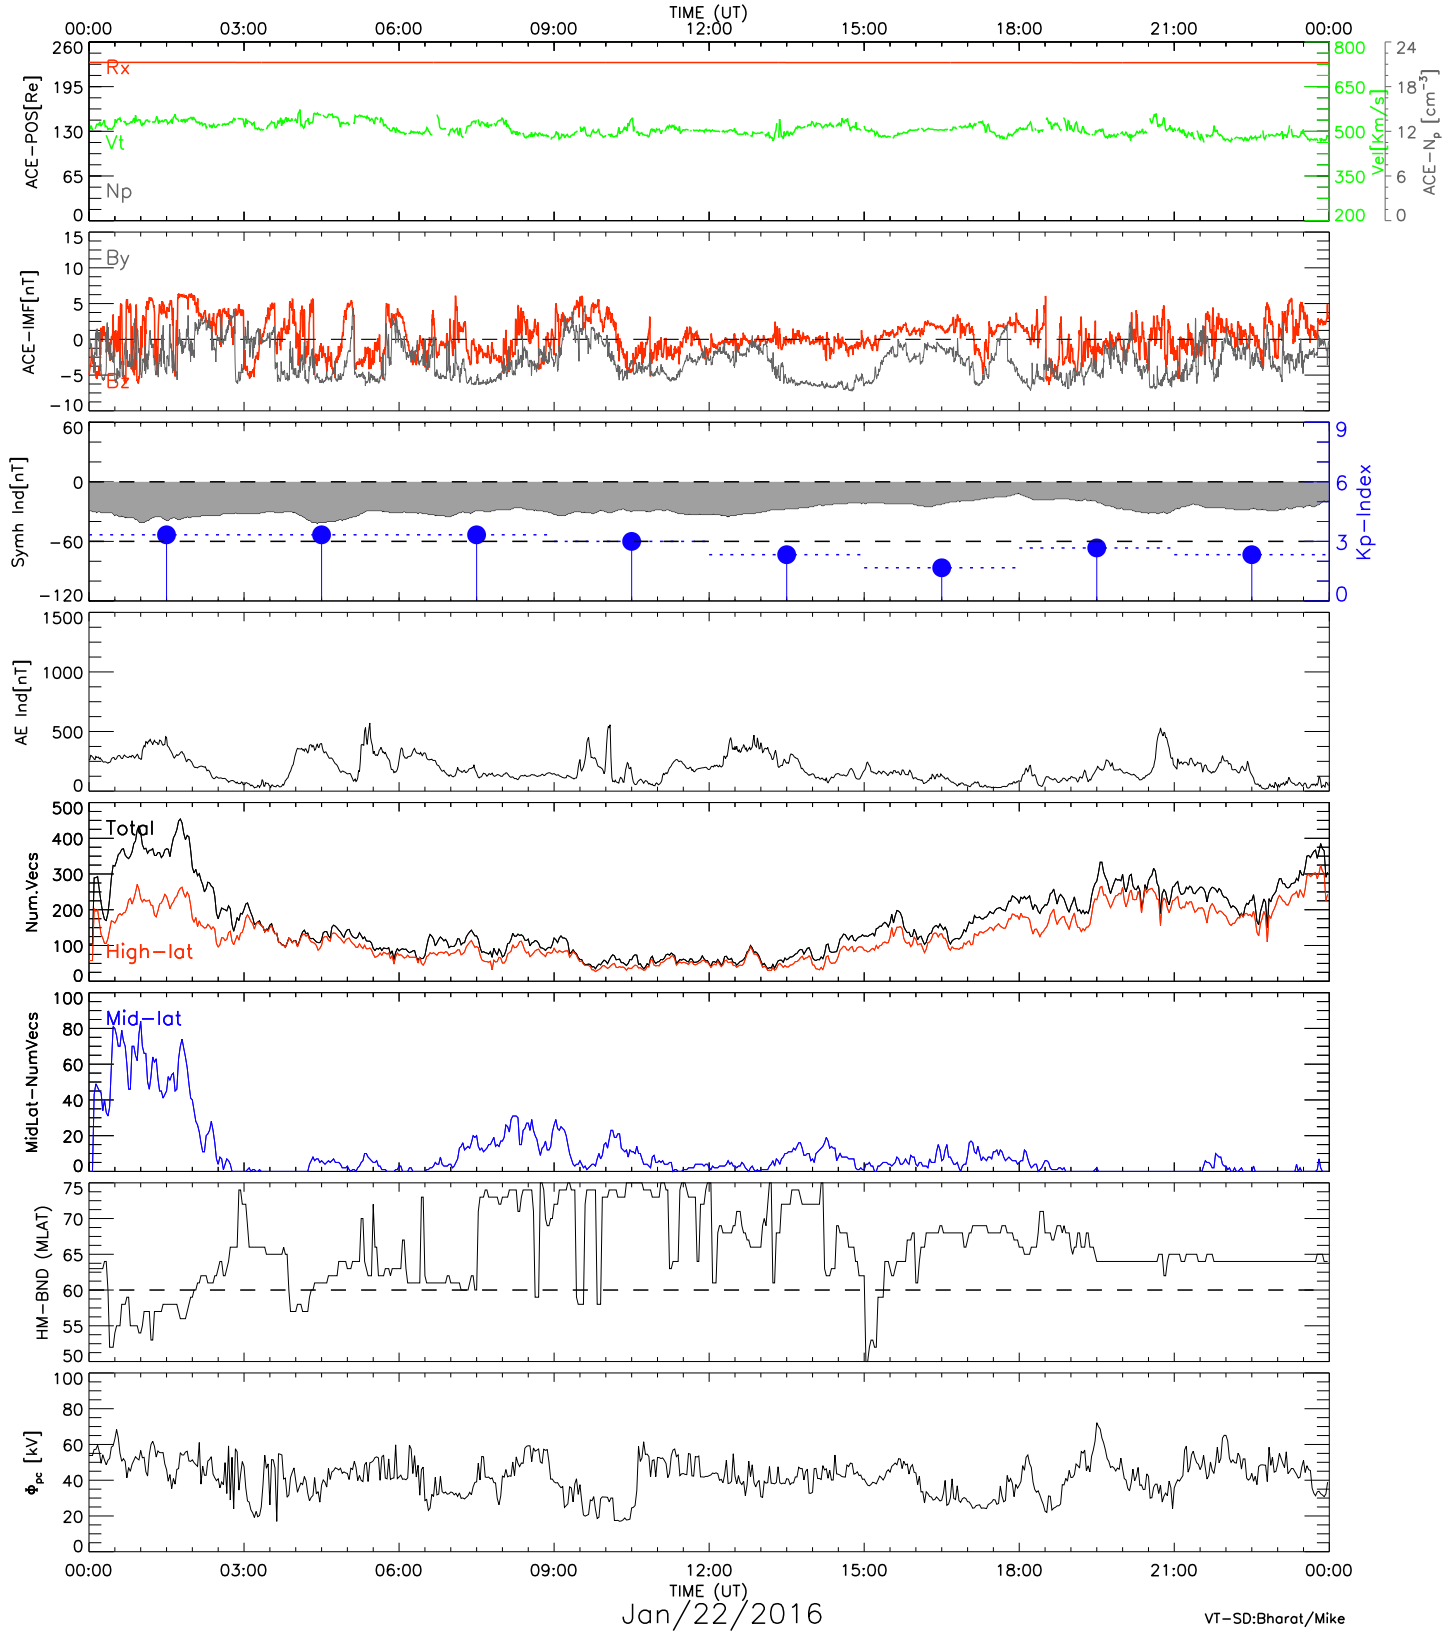 TIME (UT)
00:00 03:00 06:00 09:00 12:00 15:00 18:00 21:00 00:00
260 195 130 65 0
ACE-POS[Re]
Rx
Vt
Np
800 650 500 350 200
Vel[Km/s]
24 18 12 6 0
ACE-Np [cm-3]
15 10 5 0 -5 -10
ACE-IMF[nT]
By
Bz
60 0 -60 -120
Symh Ind[nT]
9 6 3 0
Kp-Index
1500 1000 500 0
AE Ind[nT]
500 400 300 200 100 0
Num.Vecs
Total
High-lat
100 80 60 40 20 0
MidLat-NumVecs
Mid-lat
75 70 65 60 55 50
HM-BND (MLAT)
100 80 60 40 20 0
Φpc [kV]
00:00 03:00 06:00 09:00 12:00 15:00 18:00 21:00 00:00
TIME (UT)
Jan/22/2016
VT-SD:Bharat/Mike